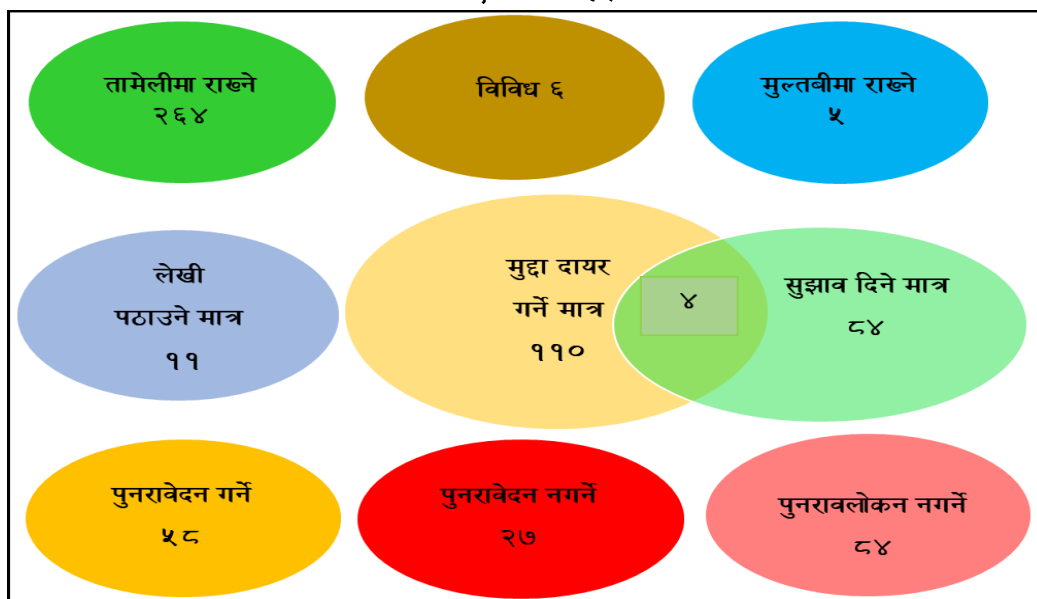 तामेलीमा राख्ने
२६४
विविध ६
मुल्तबीमा राख्ने
५
लेखी
पठाउने मात्र
११
मुद्दा दायर
गर्ने मात्र
११०
४
सुझाव दिने मात्र
८४
पुनरावेदन गर्ने
५८
पुनरावेदन नगर्ने
२७
पुनरावलोकन नगर्ने
८४